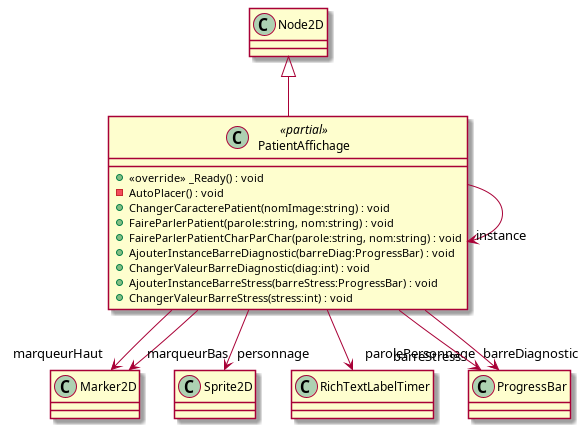 C Node2D
«partial»
C PatientAffichage
«override» _Ready() : void
AutoPlacer() : void
ChangerCaracterePatient(nomImage:string) : void
FaireParlerPatient(parole:string, nom:string) : void
FaireParlerPatientCharParChar(parole:string, nom:string) : void
AjouterInstanceBarreDiagnostic(barreDiag:ProgressBar) : void
ChangerValeurBarreDiagnostic(diag:int) : void
AjouterInstanceBarreStress(barreStress:ProgressBar) : void
ChangerValeurBarreStress(stress:int) : void
instance
marqueurHaut marqueurBas personnage parolePersonnage barreDiagnostic
barreStress
C Marker2D C Sprite2D C RichTextLabelTimer C ProgressBar